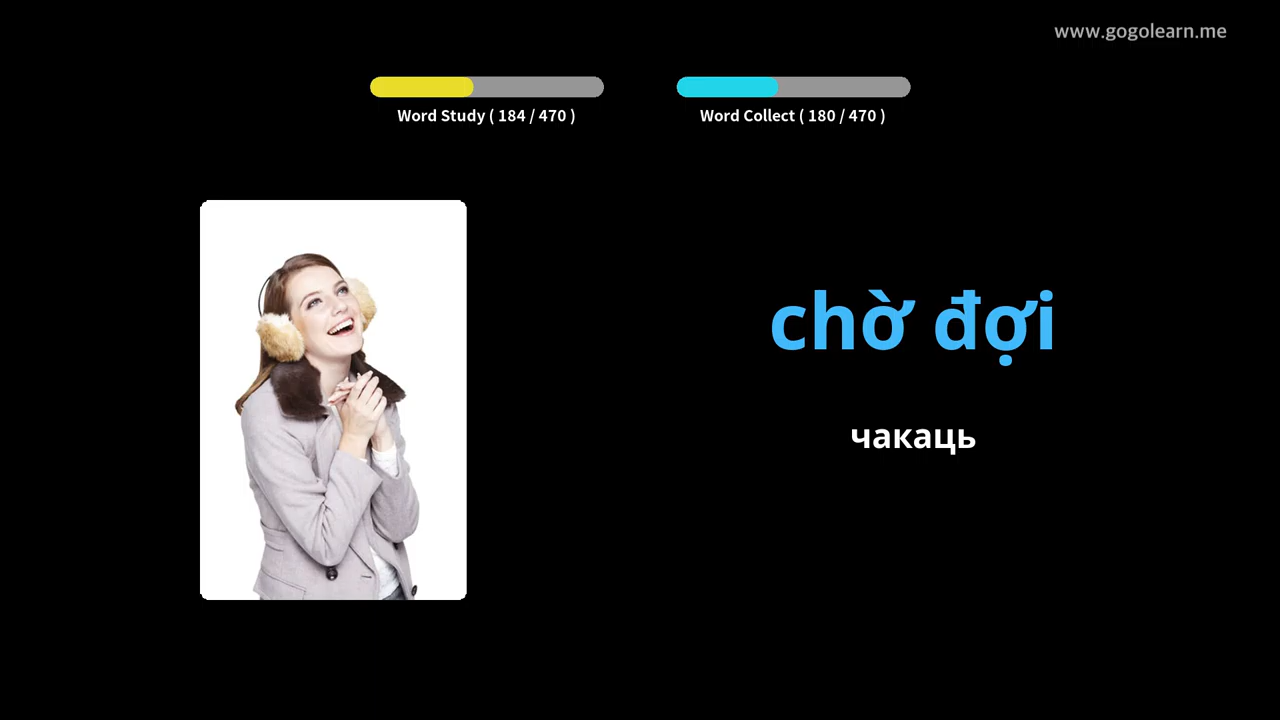 www.gogolearn.me
Word Study ( 184 / 470 )
Word Collect ( 180 / 470 )
chờ đợi
чакаць